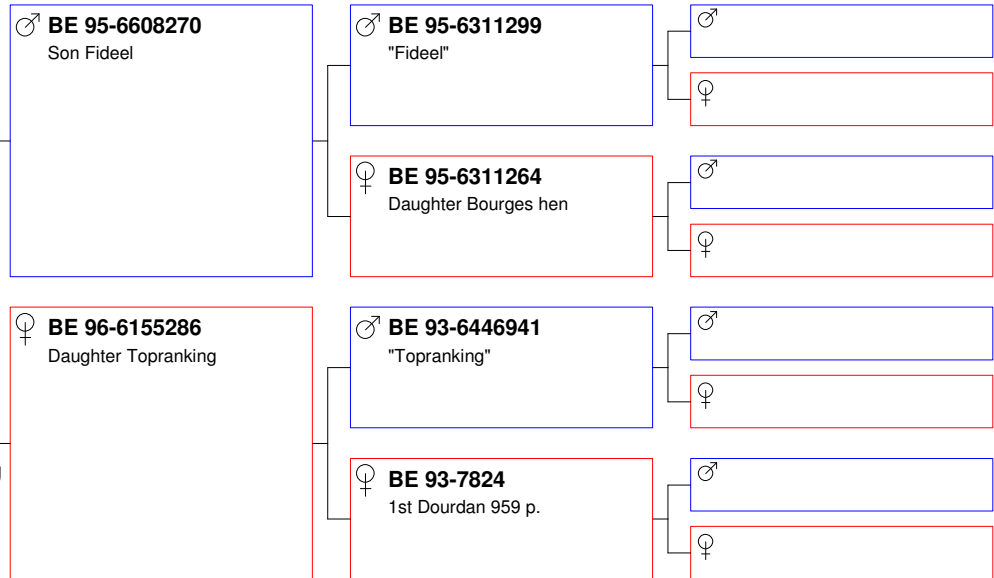 BE 95-6608270
Son Fideel
BE 95-6311299
"Fideel"
BE 95-6311264
Daughter Bourges hen
BE 96-6155286
Daughter Topranking
BE 93-6446941
"Topranking"
BE 93-7824
1st Dourdan 959 p.